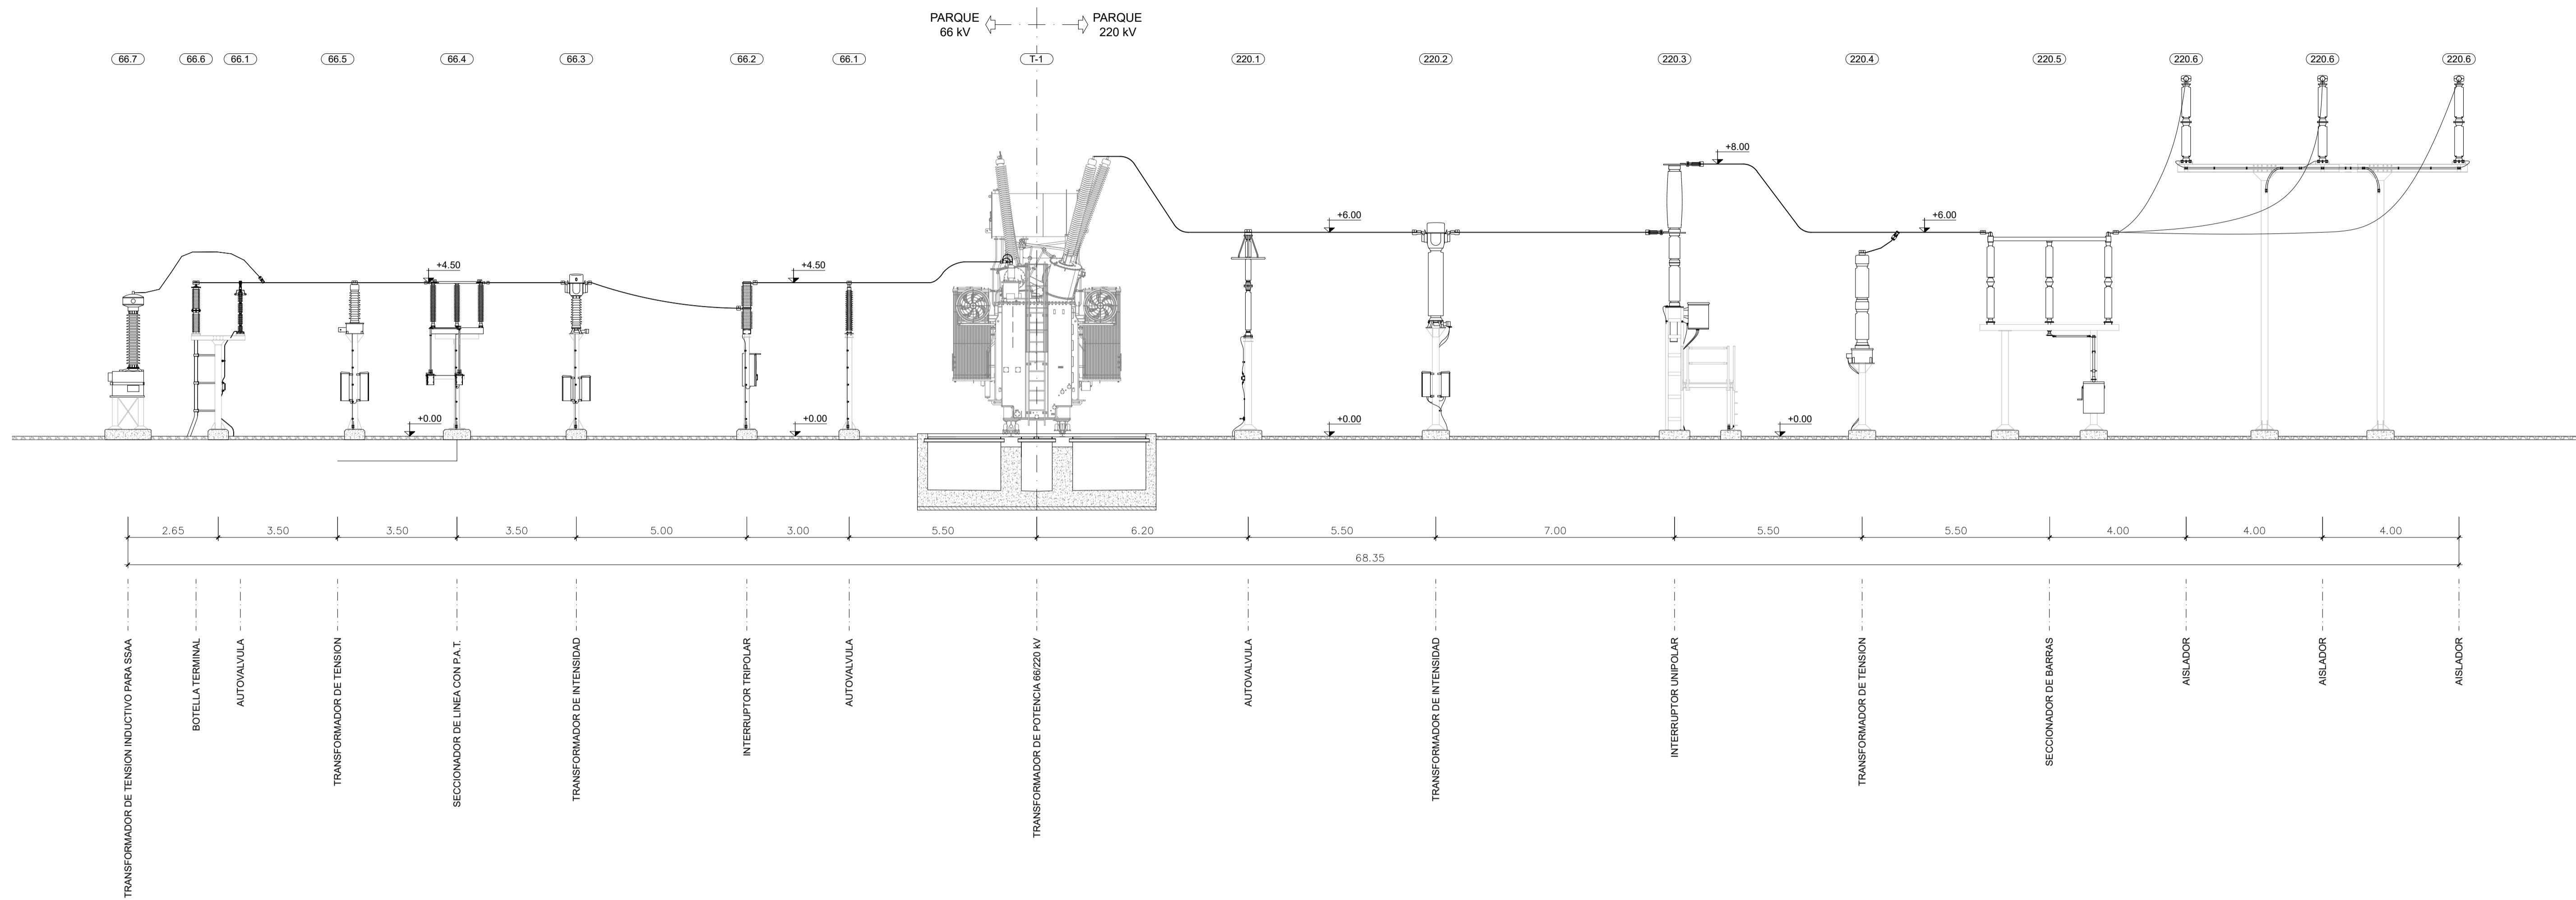 PARQUE
66 kV
PARQUE
220 kV
66.7
66.6
66.1
66.5
66.4
66.3
66.2
66.1
T-1
220.1
220.2
220.3
220.4
220.5
220.6
220.6
220.6
+8.00
+6.00
+6.00
+4.50
+4.50
+0.00
+0.00
+0.00
+0.00
2.65
3.50
3.50
3.50
5.00
3.00
5.50
6.20
5.50
7.00
5.50
5.50
4.00
4.00
4.00
68.35
TRANSFORMADOR DE TENSION INDUCTIVO PARA SSAA
BOTELLA TERMINAL
AUTOVALVULA
TRANSFORMADOR DE TENSION
SECCIONADOR DE LINEA CON P.A.T.
TRANSFORMADOR DE INTENSIDAD
INTERRUPTOR TRIPOLAR
AUTOVALVULA
TRANSFORMADOR DE POTENCIA 66/220 kV
AUTOVALVULA
TRANSFORMADOR DE INTENSIDAD
INTERRUPTOR UNIPOLAR
TRANSFORMADOR DE TENSION
SECCIONADOR DE BARRAS
AISLADOR
AISLADOR
AISLADOR